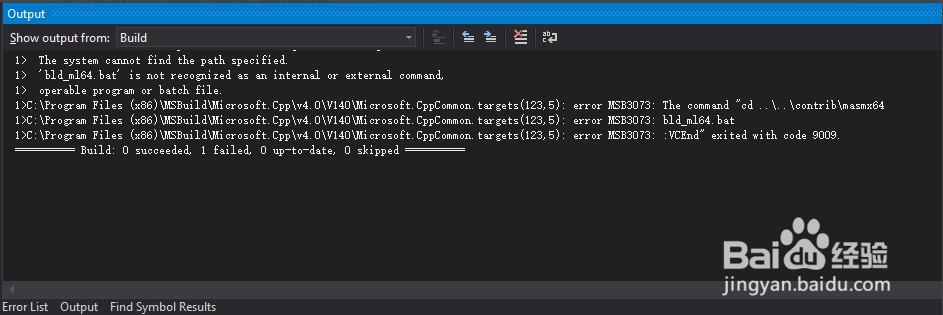 Output
Show output from: Build
1>  The system cannot find the path specified.
1>  'bld_ml64.bat' is not recognized as an internal or external command,
1>  operable program or batch file.
1>C:\Program Files (x86)\MSBuild\Microsoft.Cpp\v4.0\V140\Microsoft.CppCommon.targets(123,5): error MSB3073: The command "cd ..\..\contrib\masmx64
1>C:\Program Files (x86)\MSBuild\Microsoft.Cpp\v4.0\V140\Microsoft.CppCommon.targets(123,5): error MSB3073: bld_ml64.bat
1>C:\Program Files (x86)\MSBuild\Microsoft.Cpp\v4.0\V140\Microsoft.CppCommon.targets(123,5): error MSB3073: :VCEnd" exited with code 9009.
========== Build: 0 succeeded, 1 failed, 0 up-to-date, 0 skipped ==========
Baidu 经验
jingyan.baidu.com
Error List Output Find Symbol Results